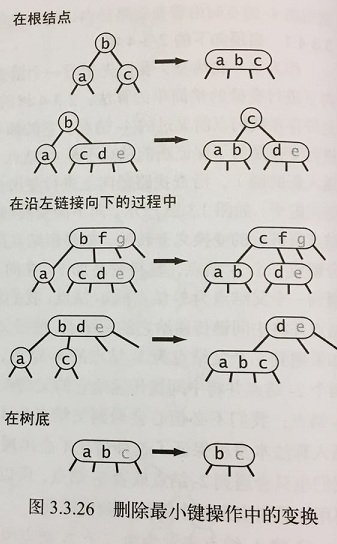 在根结点
b
a c
a b c
b
a c d e
c
a b d e
在沿左链接向下的过程中
b f g
a c d e
c f g
a b d e
b d e
a c
d e
a b c
在树底
a b c
b c
图 3.3.26 删除最小键操作中的变换